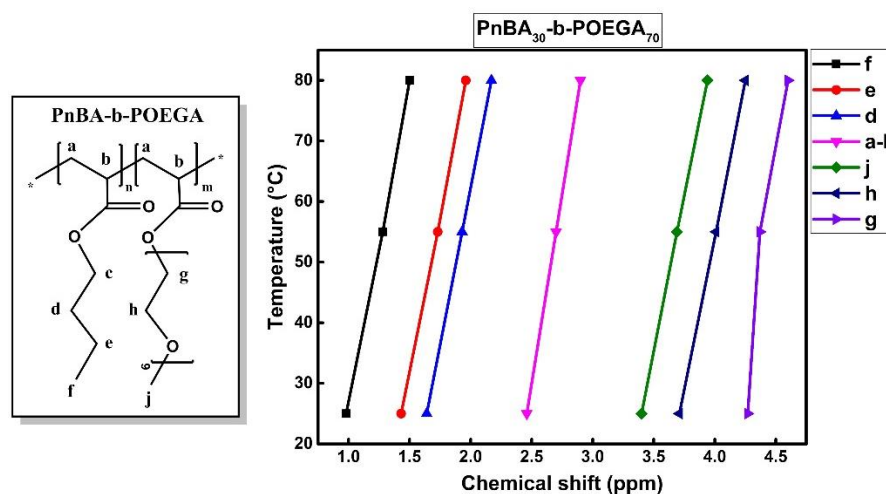 PnBA-b-POEGA
a
b
a
b
*
*
n
m
O
O
O
O
c
g
d
h
e
O
f
6
j
PnBA30-b-POEGA70
Temperature (°C)
80
70
60
50
40
30
20
1.0 1.5 2.0 2.5 3.0 3.5 4.0 4.5
Chemical shift (ppm)
f
e
d
j
h
g